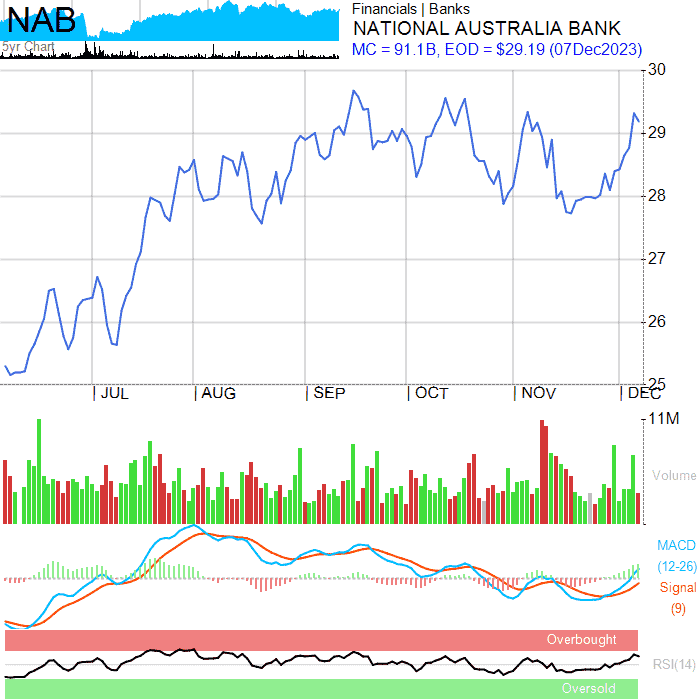 NAB
5yr Chart
Financials | Banks
NATIONAL AUSTRALIA BANK
MC = 91.1B, EOD = $29.19 (07Dec2023)
30
29
28
27
26
25
JUL AUG SEP OCT NOV DEC
11M
Volume
MACD
(12-26)
Signal
(9)
Overbought
RSI(14)
Oversold